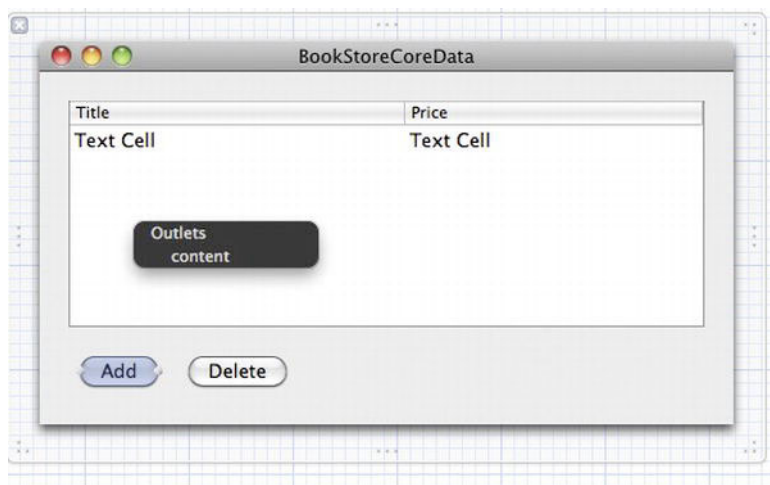 BookStoreCoreData
Title Price
Text Cell Text Cell
Outlets
content
Add Delete